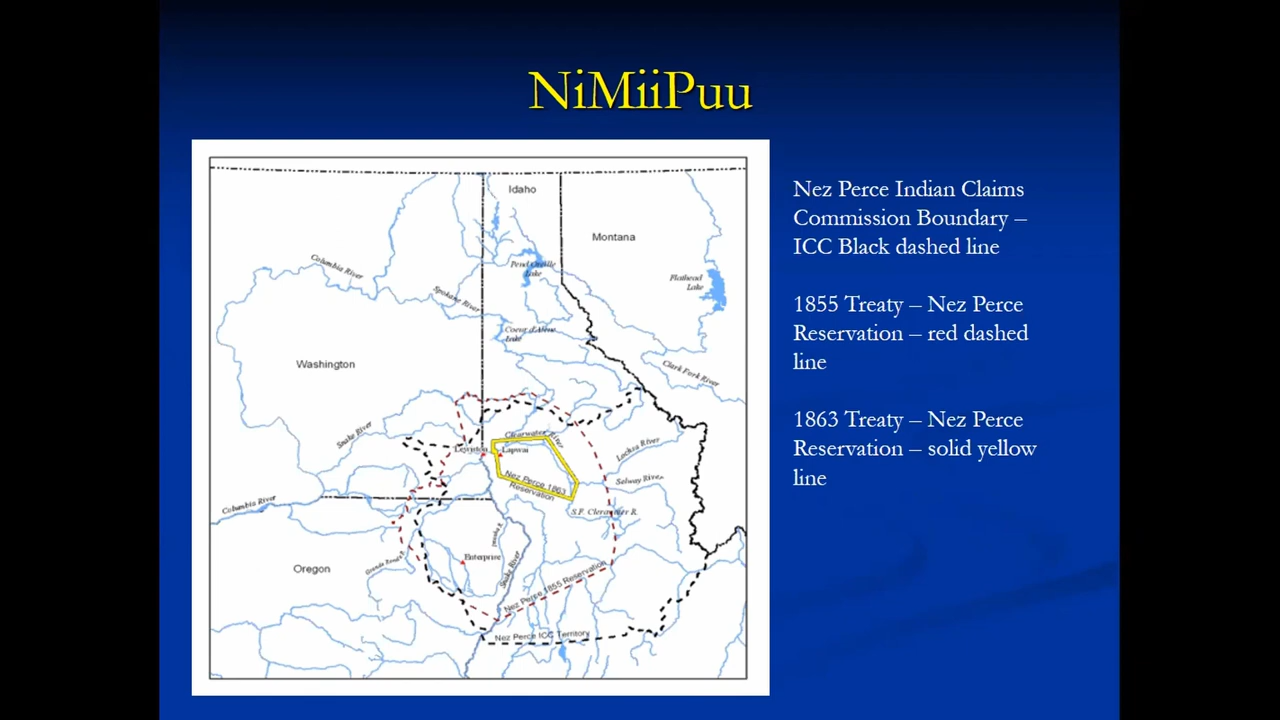 NiMiiPuu
Idaho
Montana
Columbia River
Pend Oreille
Lake
Flathead
Lake
Spokane River
Coeur d'Alene
Lake
Washington
Clark Fork River
Snake River
Clearwater River
Lewiston
Lapwai
Lochsa River
Nez Perce 1863
Reservation
Selway River
Columbia River
S.F. Clearwater R.
Enterprise
Grande Ronde R.
Oregon
Snake River
Nez Perce 1855 Reservation
Nez Perce ICC Territory
Nez Perce Indian Claims
Commission Boundary –
ICC Black dashed line
1855 Treaty – Nez Perce
Reservation – red dashed
line
1863 Treaty – Nez Perce
Reservation – solid yellow
line